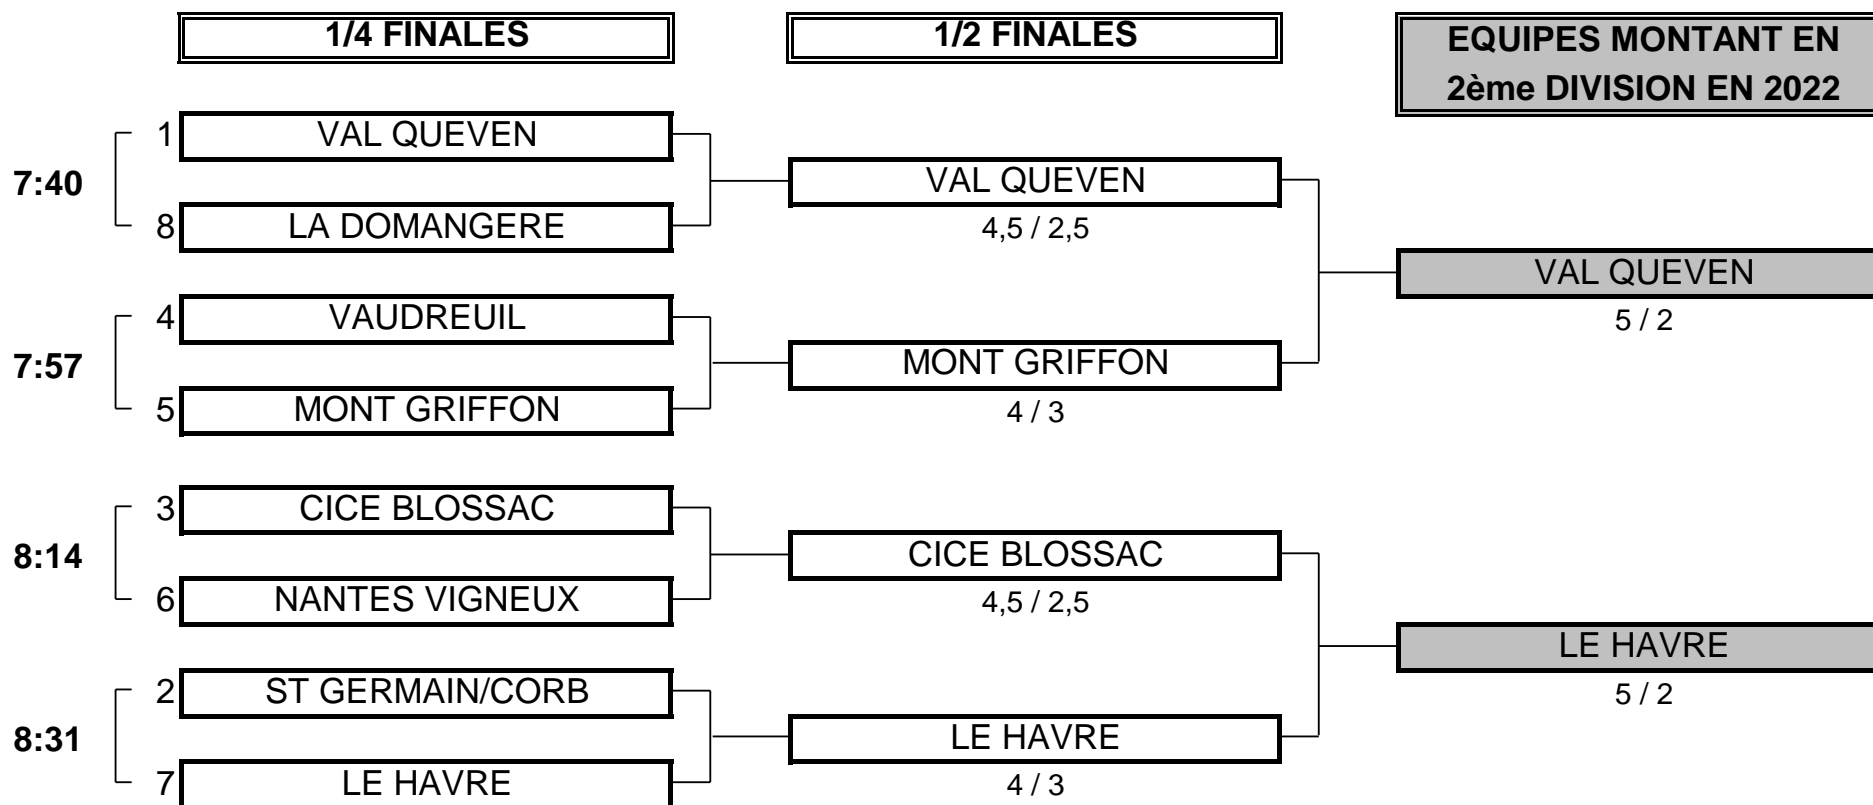 1/4 FINALES
1/2 FINALES
EQUIPES MONTANT EN
2ème DIVISION EN 2022
7:40
1 VAL QUEVEN
8 LA DOMANGERE
VAL QUEVEN
4,5 / 2,5
7:57
4 VAUDREUIL
5 MONT GRIFFON
MONT GRIFFON
4 / 3
VAL QUEVEN
5 / 2
8:14
3 CICE BLOSSAC
6 NANTES VIGNEUX
CICE BLOSSAC
4,5 / 2,5
8:31
2 ST GERMAIN/CORB
7 LE HAVRE
LE HAVRE
4 / 3
LE HAVRE
5 / 2